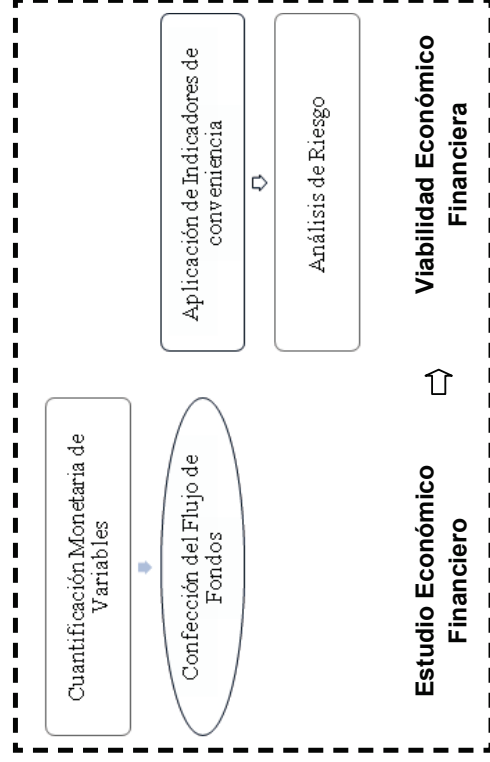 Cuantificación Monetaria de
Variables
Confección del Flujo de
Fondos
Estudio Económico
Financiero
Aplicación de Indicadores de
conveniencia
Análisis de Riesgo
Viabilidad Económico
Financiera